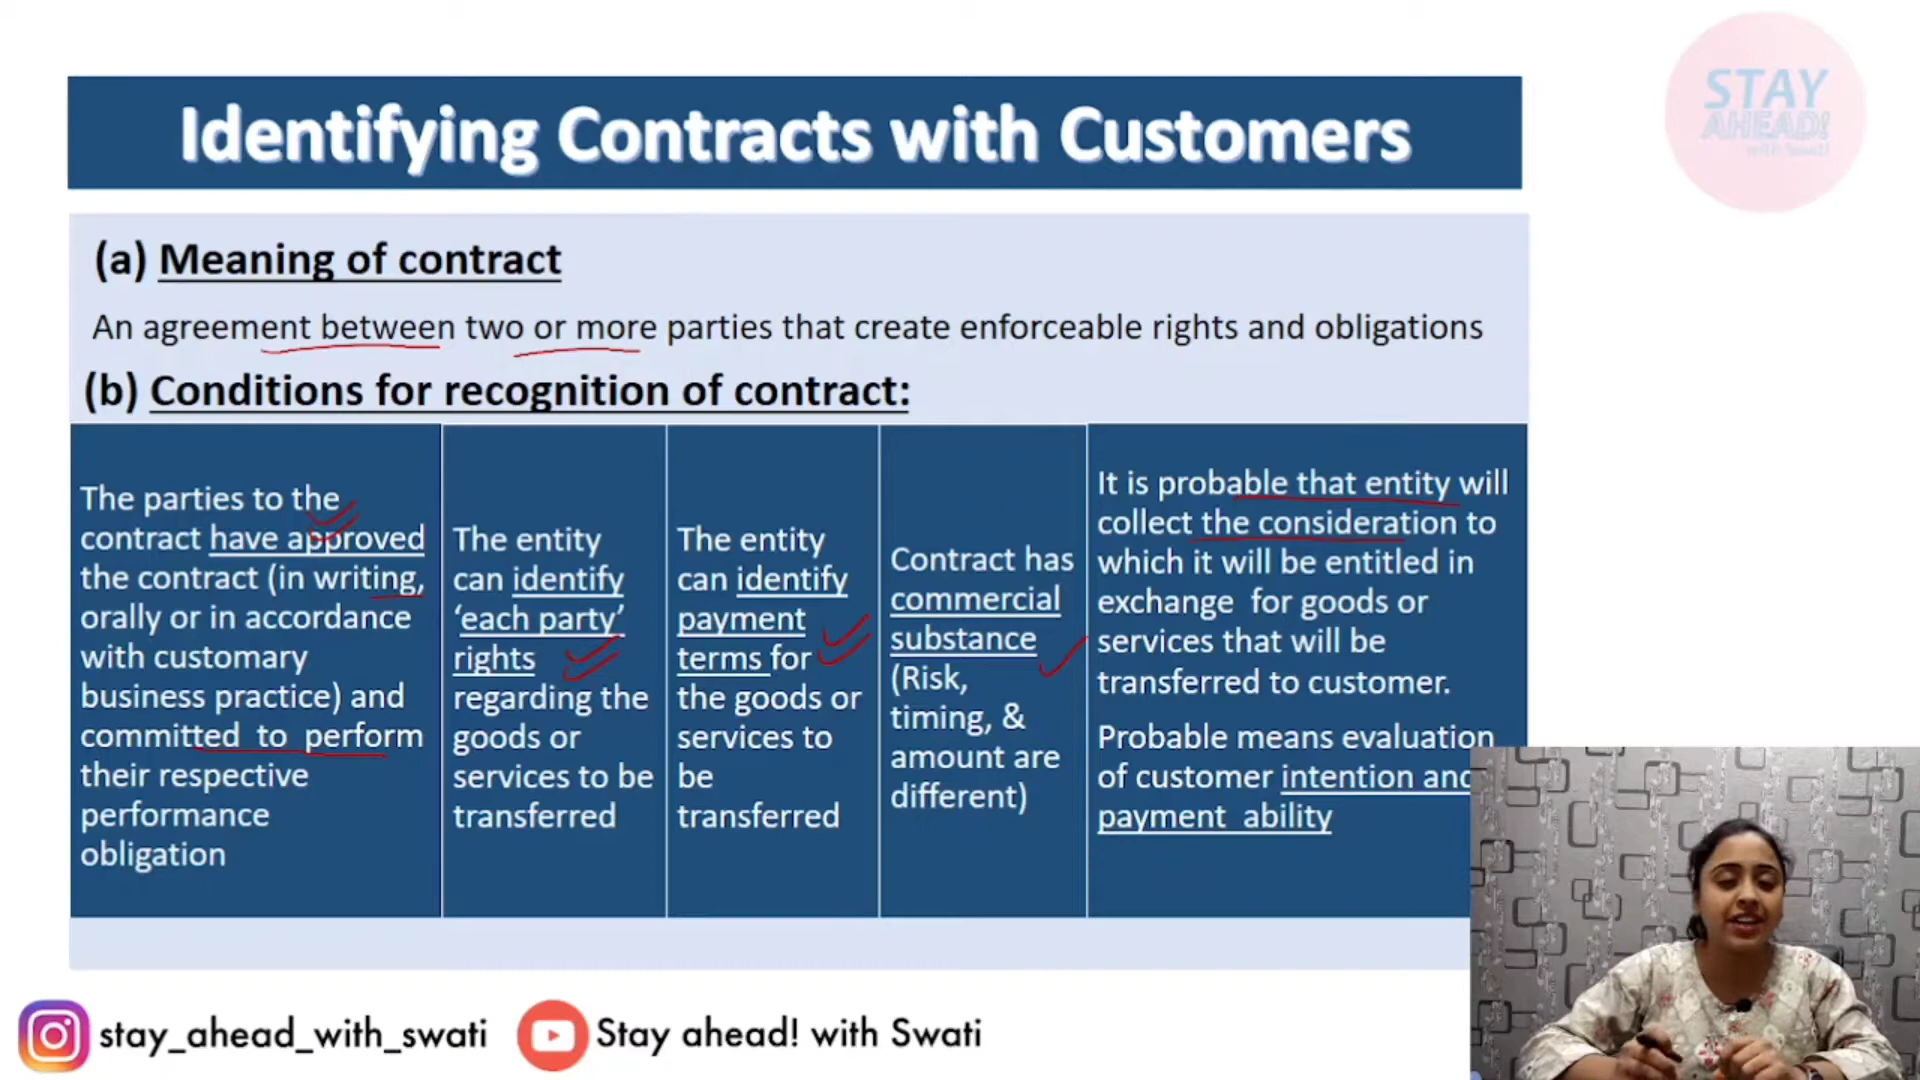 STAY
AHEAD!
with Swati
Identifying Contracts with Customers
(a) Meaning of contract
An agreement between two or more parties that create enforceable rights and obligations
(b) Conditions for recognition of contract:
The parties to the
contract have approved
the contract (in writing,
orally or in accordance
with customary
business practice) and
committed to perform
their respective
performance
obligation
The entity
can identify
‘each party’
rights
regarding the
goods or
services to be
transferred
The entity
can identify
payment
terms for
the goods or
services to
be
transferred
Contract has
commercial
substance
(Risk,
timing, &
amount are
different)
It is probable that entity will
collect the consideration to
which it will be entitled in
exchange for goods or
services that will be
transferred to customer.
Probable means evaluation
of customer intention and
payment ability
stay_ahead_with_swati
Stay ahead! with Swati